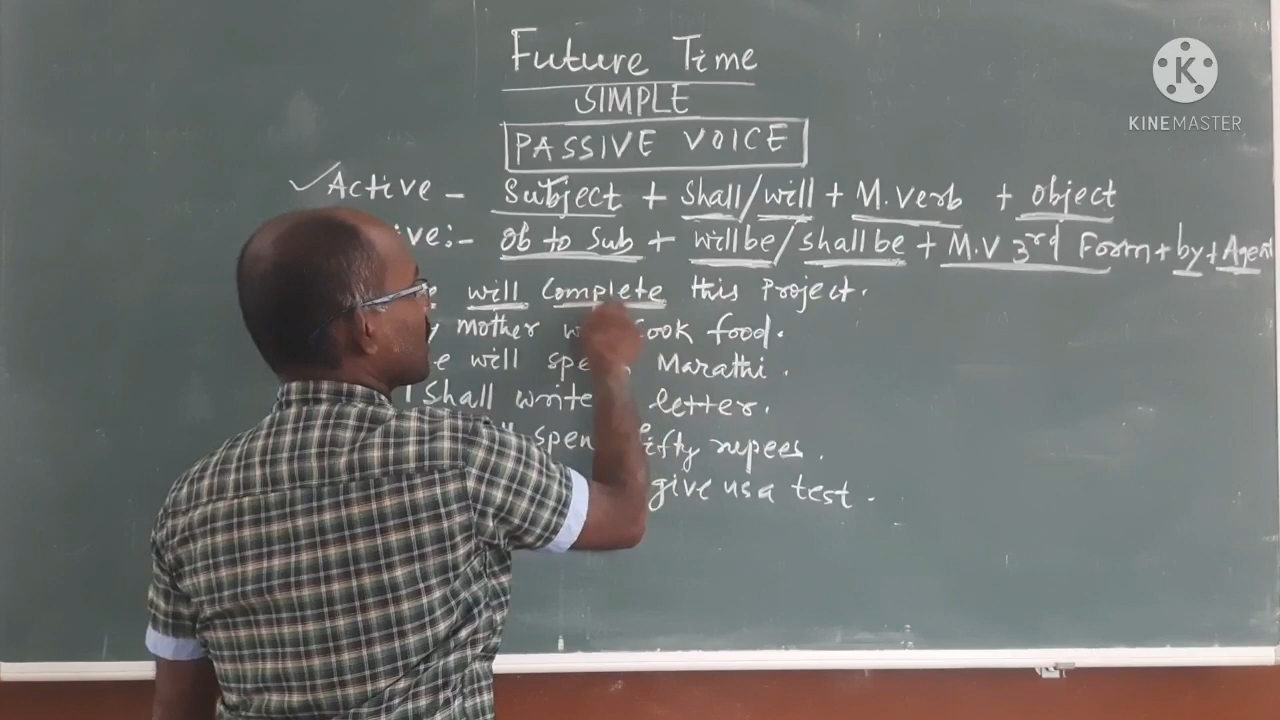 Future Time
SIMPLE
PASSIVE VOICE
K
KINEMASTER
✓Active - Subject + Shall/will + M.verb + object
ive:- Ob to Sub + will be/shall be + M.V 3rd Form + by + Agent
will Complete this Project.
mother cook food.
will Marathi.
I Shall write letter.
fifty rupees.
give us a test.